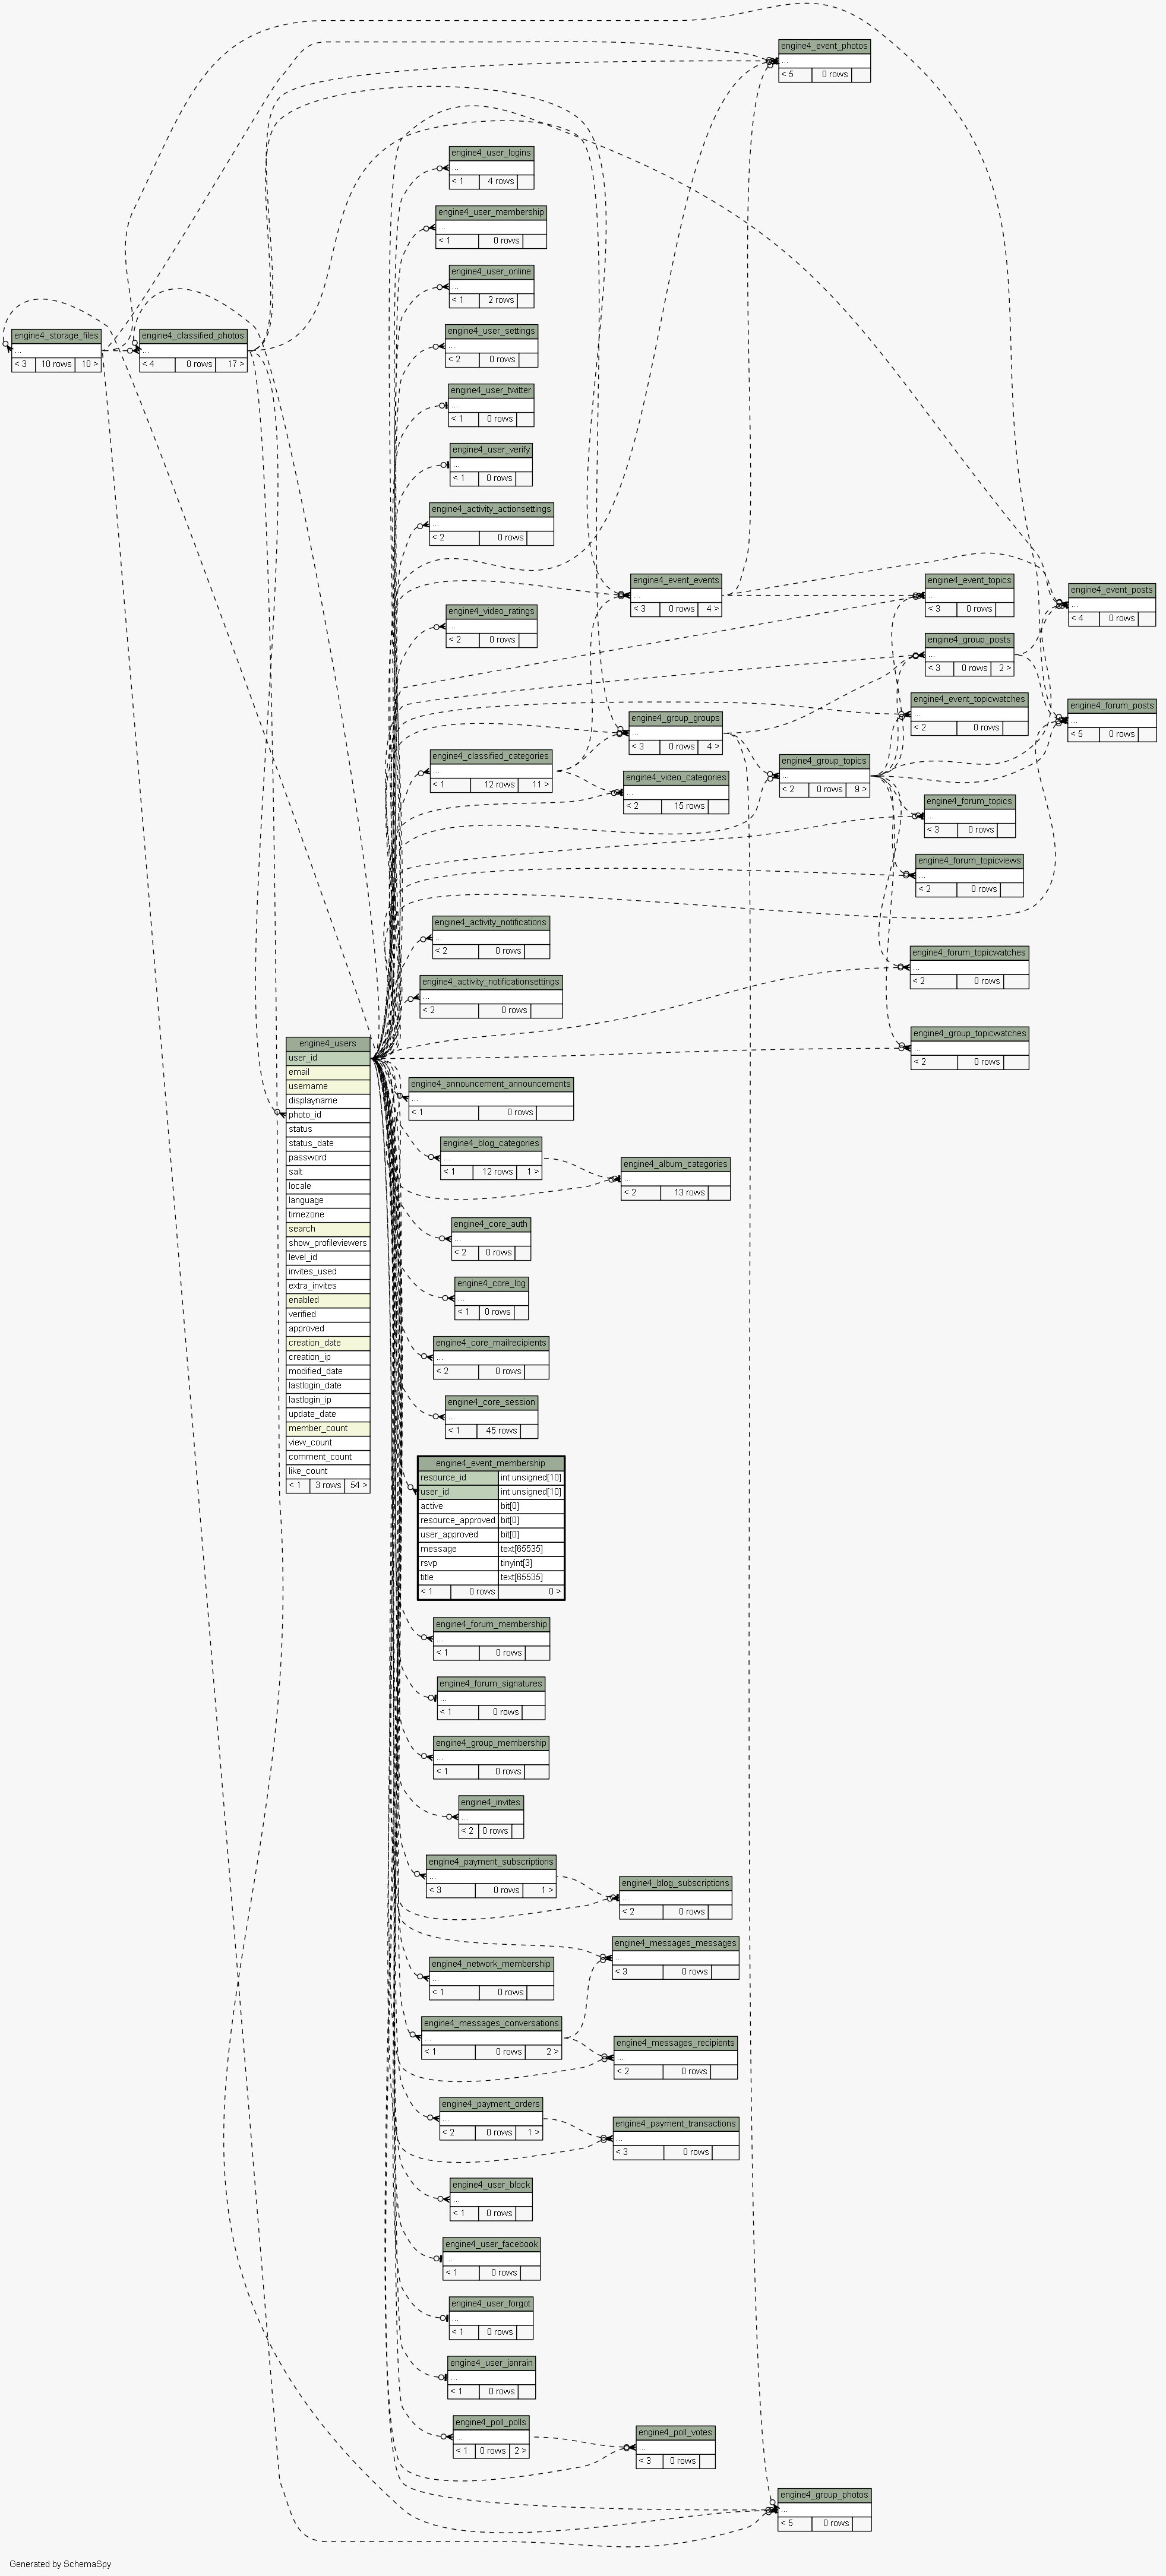 engine4_event_photos
...
< 5 0 rows
engine4_user_logins
...
< 1 4 rows
engine4_user_membership
...
< 1 0 rows
engine4_user_online
...
< 1 2 rows
engine4_storage_files
...
< 3 10 rows 10 >
engine4_classified_photos
...
< 4 0 rows 17 >
engine4_user_settings
...
< 2 0 rows
engine4_user_twitter
...
< 1 0 rows
engine4_user_verify
...
< 1 0 rows
engine4_activity_actionsettings
...
< 2 0 rows
engine4_event_events
...
< 3 0 rows 4 >
engine4_event_topics
...
< 3 0 rows
engine4_event_posts
...
< 4 0 rows
engine4_video_ratings
...
< 2 0 rows
engine4_group_posts
...
< 3 0 rows 2 >
engine4_event_topicwatches
...
< 2 0 rows
engine4_forum_posts
...
< 5 0 rows
engine4_group_groups
...
< 3 0 rows 4 >
engine4_classified_categories
...
< 1 12 rows 11 >
engine4_group_topics
...
< 2 0 rows 9 >
engine4_video_categories
...
< 2 15 rows
engine4_forum_topics
...
< 3 0 rows
engine4_forum_topicviews
...
< 2 0 rows
engine4_activity_notifications
...
< 2 0 rows
engine4_forum_topicwatches
...
< 2 0 rows
engine4_activity_notificationsettings
...
< 2 0 rows
engine4_group_topicwatches
...
< 2 0 rows
engine4_users
user_id
email
username
displayname
photo_id
status
status_date
password
salt
locale
language
timezone
search
show_profileviewers
level_id
invites_used
extra_invites
enabled
verified
approved
creation_date
creation_ip
modified_date
lastlogin_date
lastlogin_ip
update_date
member_count
view_count
comment_count
like_count
< 1 3 rows 54 >
engine4_announcement_announcements
...
< 1 0 rows
engine4_blog_categories
...
< 1 12 rows 1 >
engine4_album_categories
...
< 2 13 rows
engine4_core_auth
...
< 2 0 rows
engine4_core_log
...
< 1 0 rows
engine4_core_mailrecipients
...
< 2 0 rows
engine4_core_session
...
< 1 45 rows
engine4_event_membership
resource_id int unsigned[10]
user_id int unsigned[10]
active bit[0]
resource_approved bit[0]
user_approved bit[0]
message text[65535]
rsvp tinyint[3]
title text[65535]
< 1 0 rows 0 >
engine4_forum_membership
...
< 1 0 rows
engine4_forum_signatures
...
< 1 0 rows
engine4_group_membership
...
< 1 0 rows
engine4_invites
...
< 2 0 rows
engine4_payment_subscriptions
...
< 3 0 rows 1 >
engine4_blog_subscriptions
...
< 2 0 rows
engine4_messages_messages
...
< 3 0 rows
engine4_network_membership
...
< 1 0 rows
engine4_messages_conversations
...
< 1 0 rows 2 >
engine4_messages_recipients
...
< 2 0 rows
engine4_payment_orders
...
< 2 0 rows 1 >
engine4_payment_transactions
...
< 3 0 rows
engine4_user_block
...
< 1 0 rows
engine4_user_facebook
...
< 1 0 rows
engine4_user_forgot
...
< 1 0 rows
engine4_user_janrain
...
< 1 0 rows
engine4_poll_polls
...
< 1 0 rows 2 >
engine4_poll_votes
...
< 3 0 rows
engine4_group_photos
...
< 5 0 rows
Generated by SchemaSpy